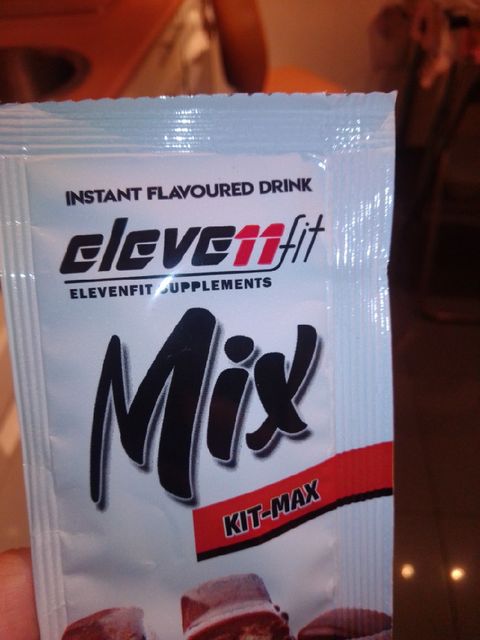 INSTANT FLAVOURED DRINK
eleve11fit
ELEVENFIT SUPPLEMENTS
Mix
KIT-MAX